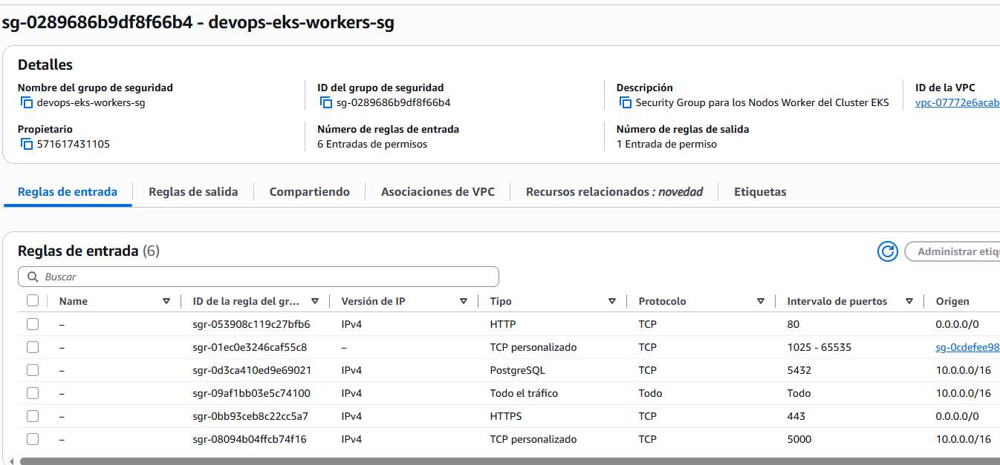 sg-0289686b9df8f66b4 - devops-eks-workers-sg
Detalles
Nombre del grupo de seguridad
devops-eks-workers-sg
ID del grupo de seguridad
sg-0289686b9df8f66b4
Descripción
Security Group para los Nodos Worker del Cluster EKS
ID de la VPC
vpc-07772e6acab
Propietario
571617431105
Número de reglas de entrada
6 Entradas de permisos
Número de reglas de salida
1 Entrada de permiso
Reglas de entrada Reglas de salida Compartiendo Asociaciones de VPC Recursos relacionados : novedad Etiquetas
Reglas de entrada (6)
Administrar etiq
Buscar
Name ID de la regla del gr... Versión de IP Tipo Protocolo Intervalo de puertos Origen
– sgr-053908c119c27bfb6 IPv4 HTTP TCP 80 0.0.0.0/0
– sgr-01ec0e3246caf55c8 – TCP personalizado TCP 1025 - 65535 sg-0cdefee98
– sgr-0d3ca410ed9e69021 IPv4 PostgreSQL TCP 5432 10.0.0.0/16
– sgr-09af1bb03e5c74100 IPv4 Todo el tráfico Todo Todo 10.0.0.0/16
– sgr-0bb93ceb8c22cc5a7 IPv4 HTTPS TCP 443 0.0.0.0/0
– sgr-08094b04ffcb74f16 IPv4 TCP personalizado TCP 5000 10.0.0.0/16